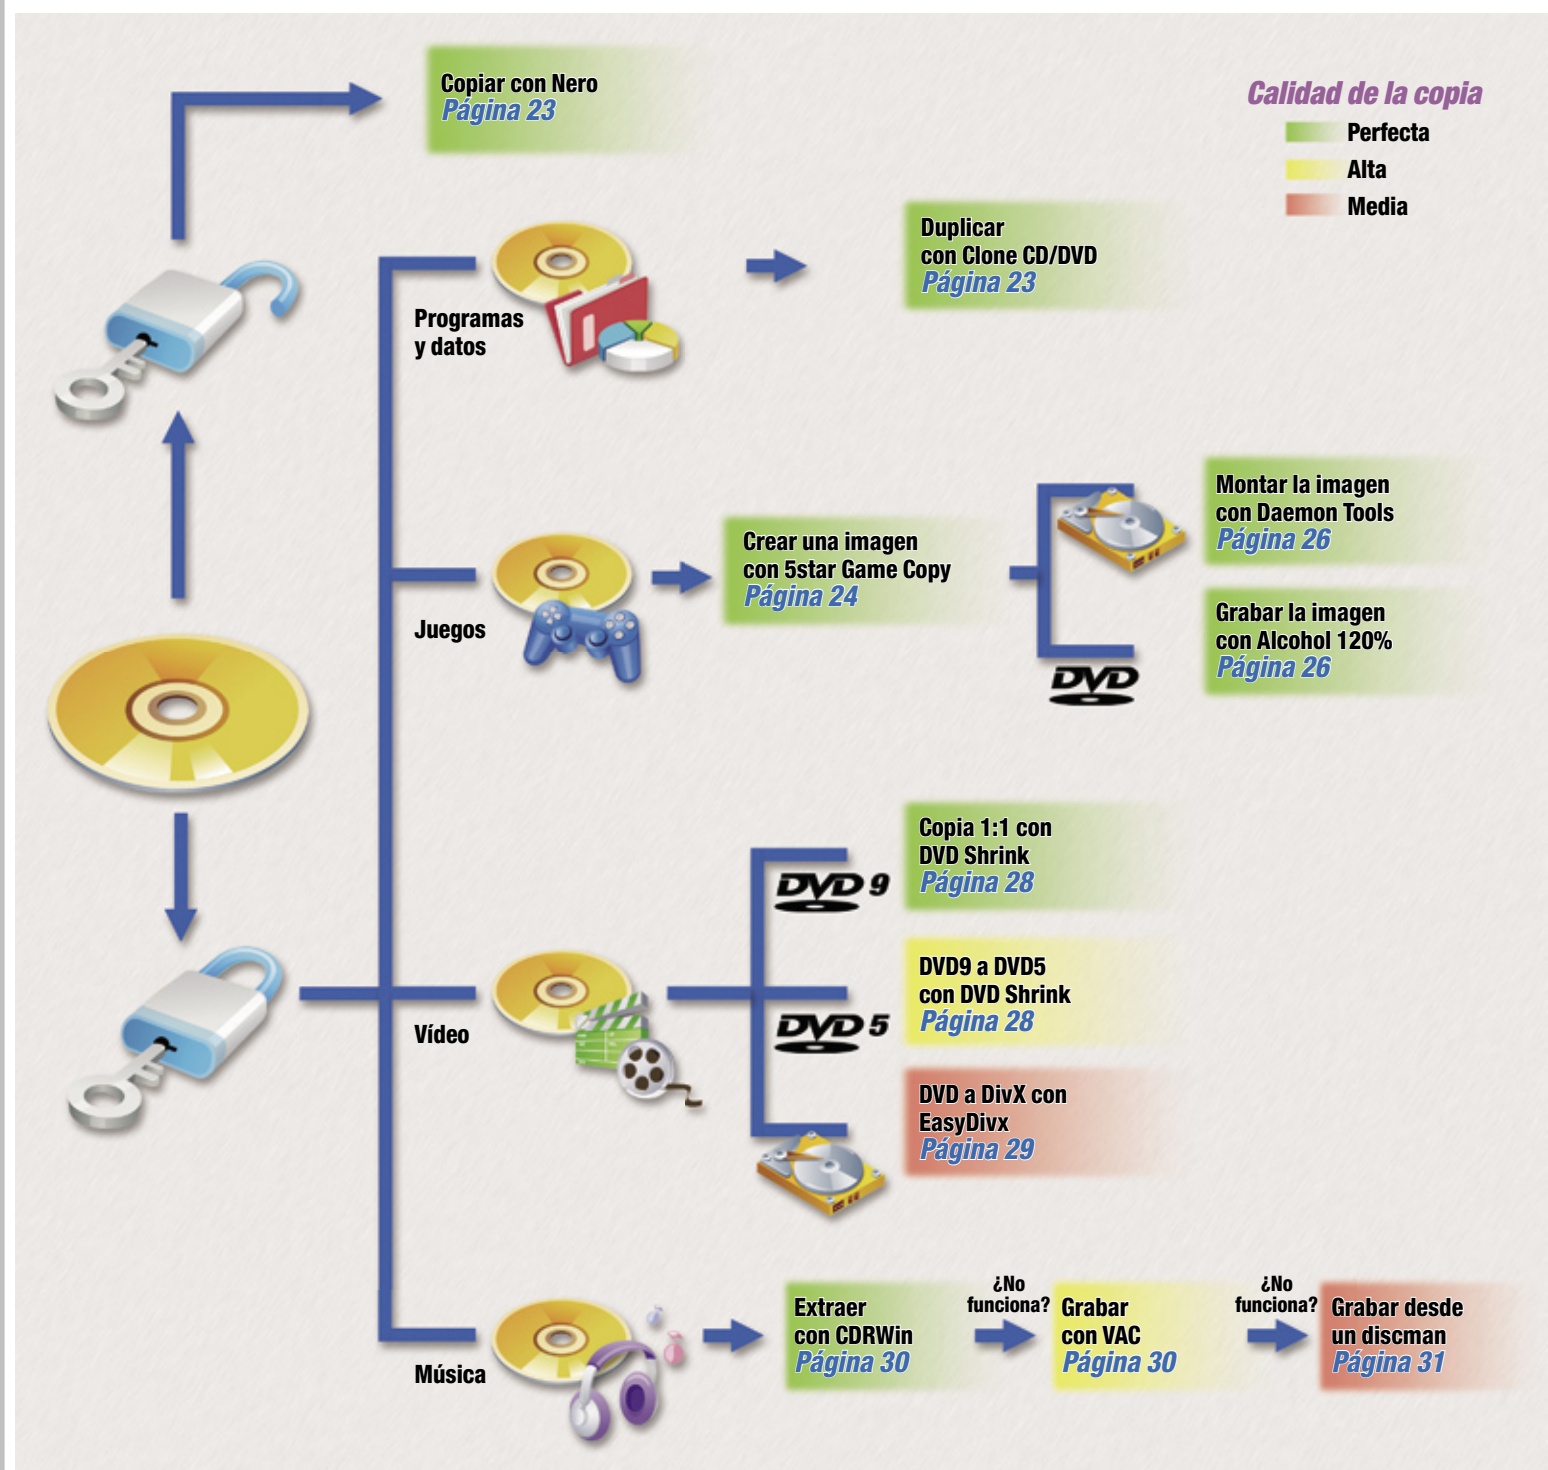 Copiar con Nero
Página 23
Calidad de la copia
Perfecta
Alta
Media
Programas
y datos
Duplicar
con Clone CD/DVD
Página 23
Juegos
Crear una imagen
con 5star Game Copy
Página 24
Montar la imagen
con Daemon Tools
Página 26
DVD
Grabar la imagen
con Alcohol 120%
Página 26
Vídeo
DVD 9
Copia 1:1 con
DVD Shrink
Página 28
DVD 5
DVD9 a DVD5
con DVD Shrink
Página 28
DVD a DivX con
EasyDivx
Página 29
Música
Extraer
con CDRWin
Página 30
¿No
funciona?
Grabar
con VAC
Página 30
¿No
funciona?
Grabar desde
un discman
Página 31